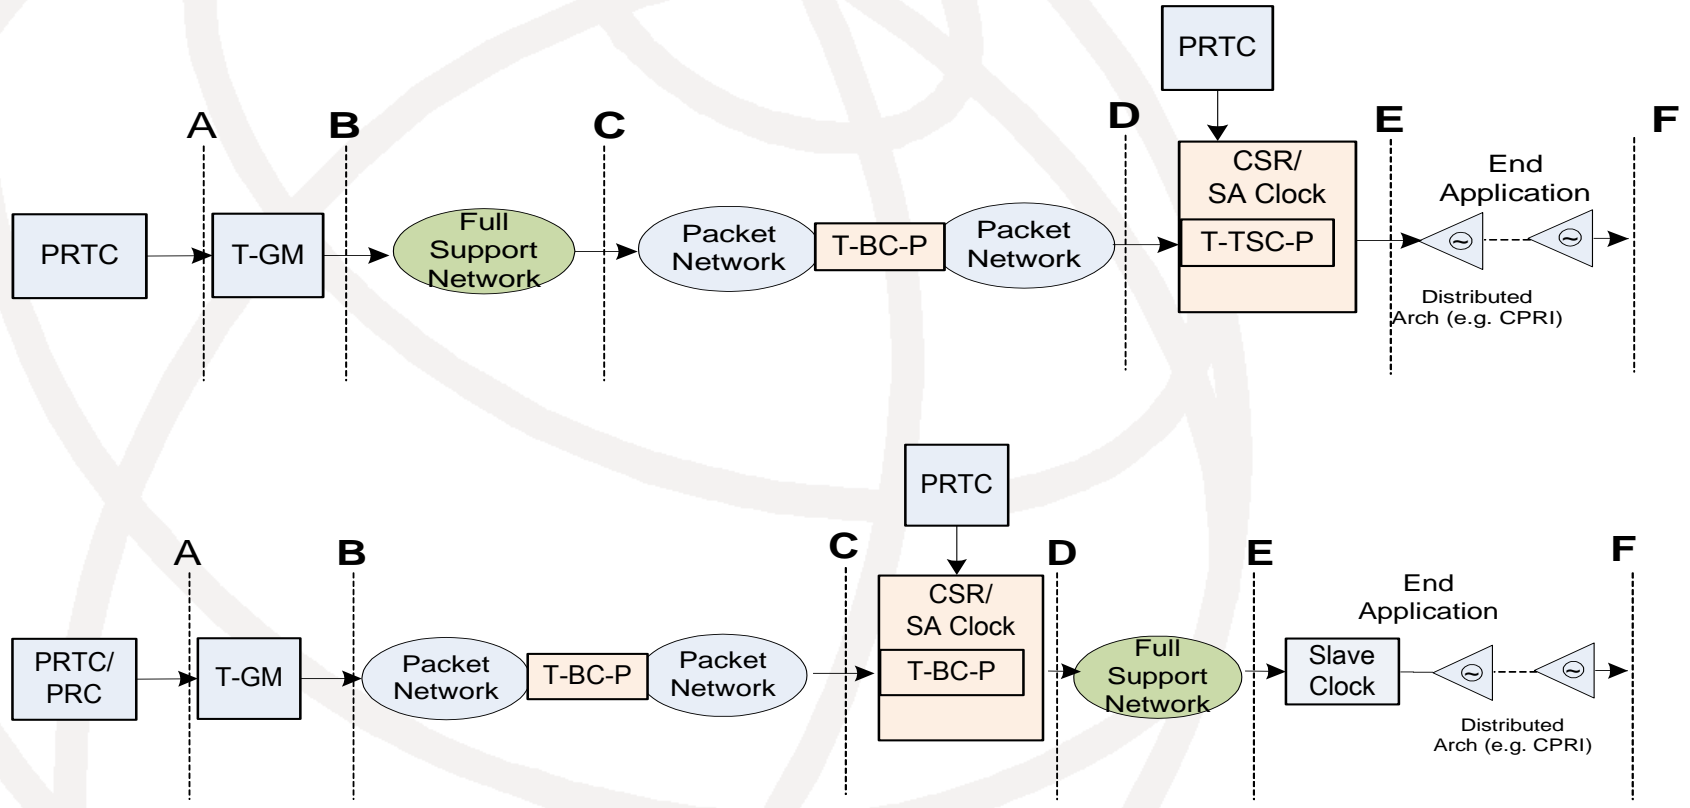 PRTC
A
B
C
D
E
F
PRTC
T-GM
Full
Support
Network
Packet
Network
T-BC-P
Packet
Network
CSR/
SA Clock
T-TSC-P
End
Application
Distributed
Arch (e.g. CPRI)
PRTC
A
B
C
D
E
F
PRTC/
PRC
T-GM
Packet
Network
T-BC-P
Packet
Network
CSR/
SA Clock
T-BC-P
Full
Support
Network
Slave
Clock
End
Application
Distributed
Arch (e.g. CPRI)